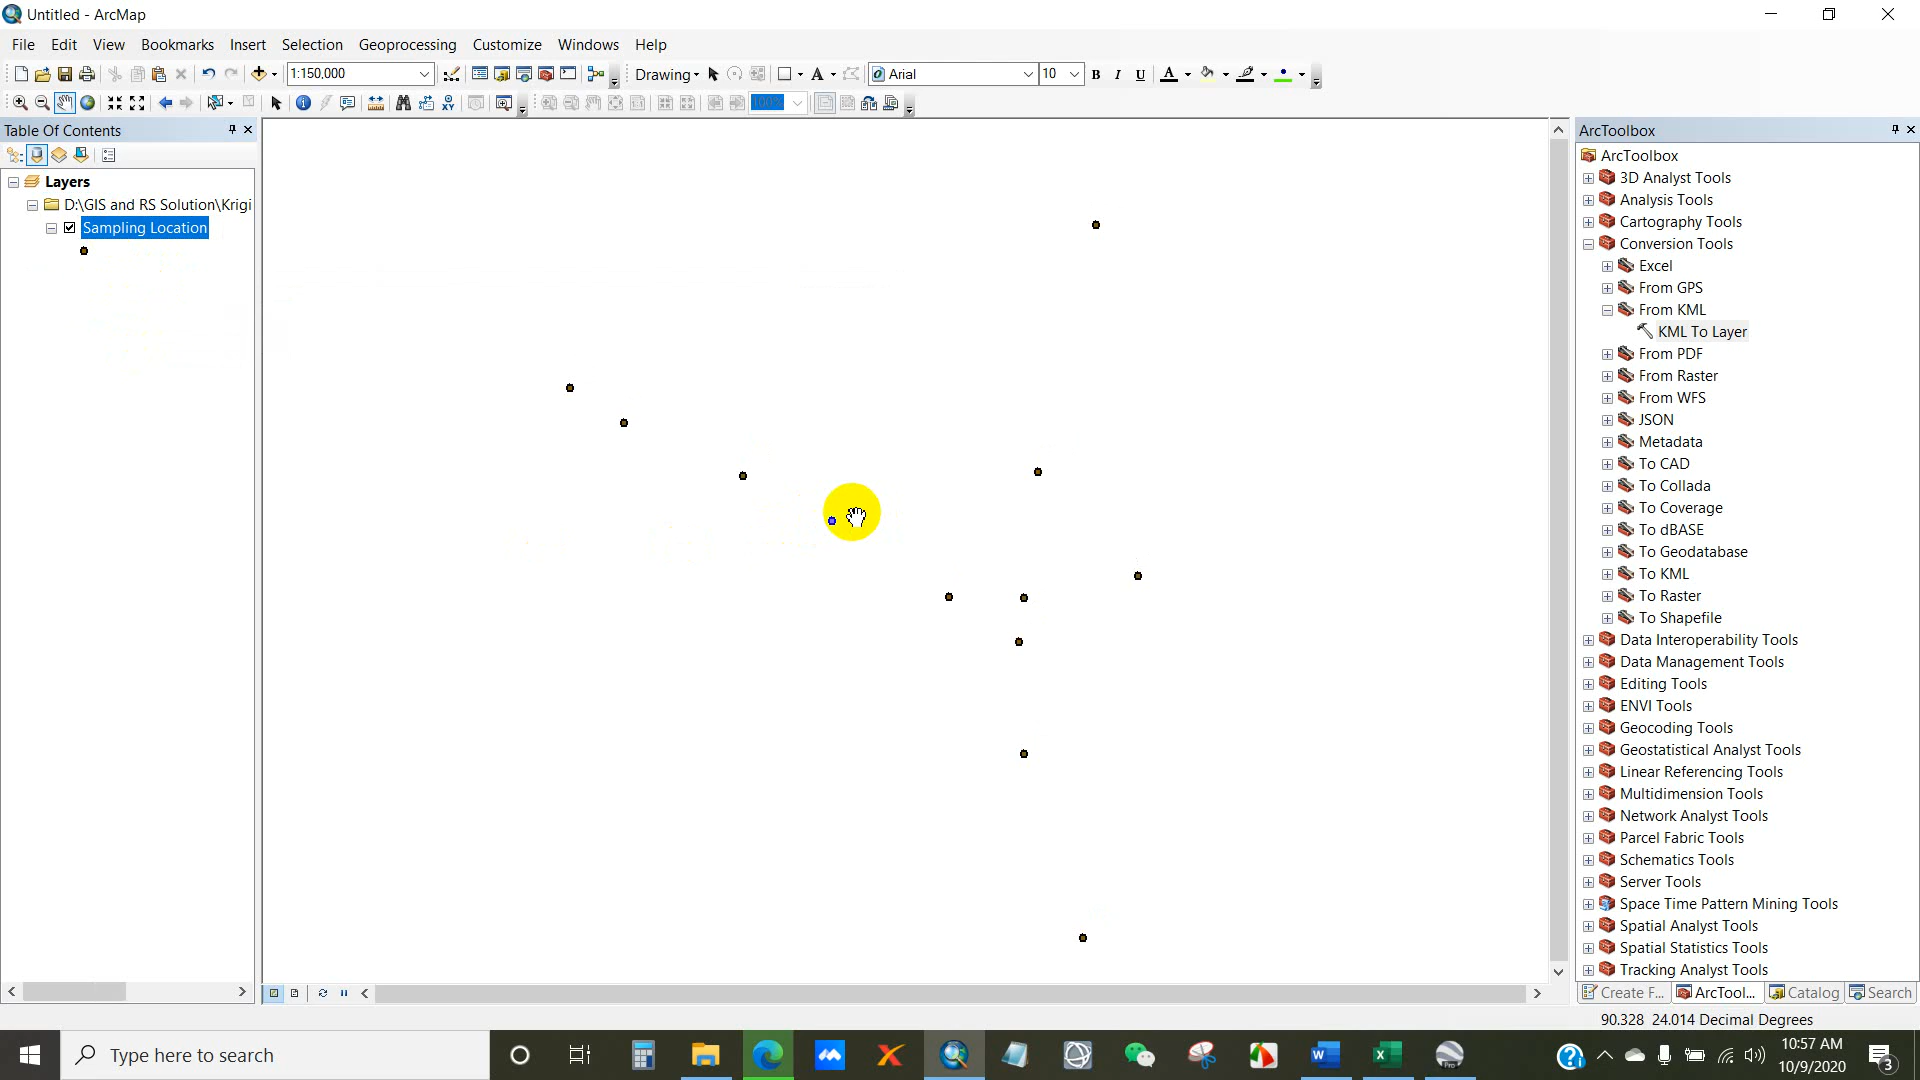 Untitled - ArcMap
File Edit View Bookmarks Insert Selection Geoprocessing Customize Windows Help
1:150,000 Drawing Arial 10 B I U A
100%
Table Of Contents
Layers
D:\GIS and RS Solution\Krigi
Sampling Location
ArcToolbox
ArcToolbox
3D Analyst Tools
Analysis Tools
Cartography Tools
Conversion Tools
Excel
From GPS
From KML
KML To Layer
From PDF
From Raster
From WFS
JSON
Metadata
To CAD
To Collada
To Coverage
To dBASE
To Geodatabase
To KML
To Raster
To Shapefile
Data Interoperability Tools
Data Management Tools
Editing Tools
ENVI Tools
Geocoding Tools
Geostatistical Analyst Tools
Linear Referencing Tools
Multidimension Tools
Network Analyst Tools
Parcel Fabric Tools
Schematics Tools
Server Tools
Space Time Pattern Mining Tools
Spatial Analyst Tools
Spatial Statistics Tools
Tracking Analyst Tools
Create F... ArcTool... Catalog Search
90.328 24.014 Decimal Degrees
Type here to search
10:57 AM
10/9/2020
3